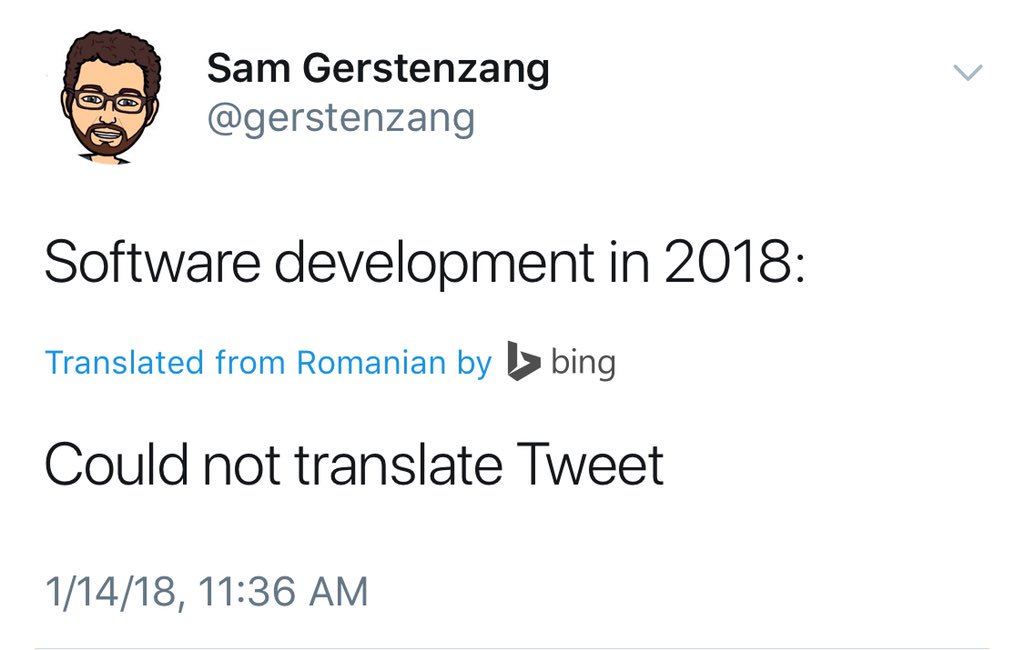 Sam Gerstenzang
@gerstenzang
Software development in 2018:
Translated from Romanian by bing
Could not translate Tweet
1/14/18, 11:36 AM